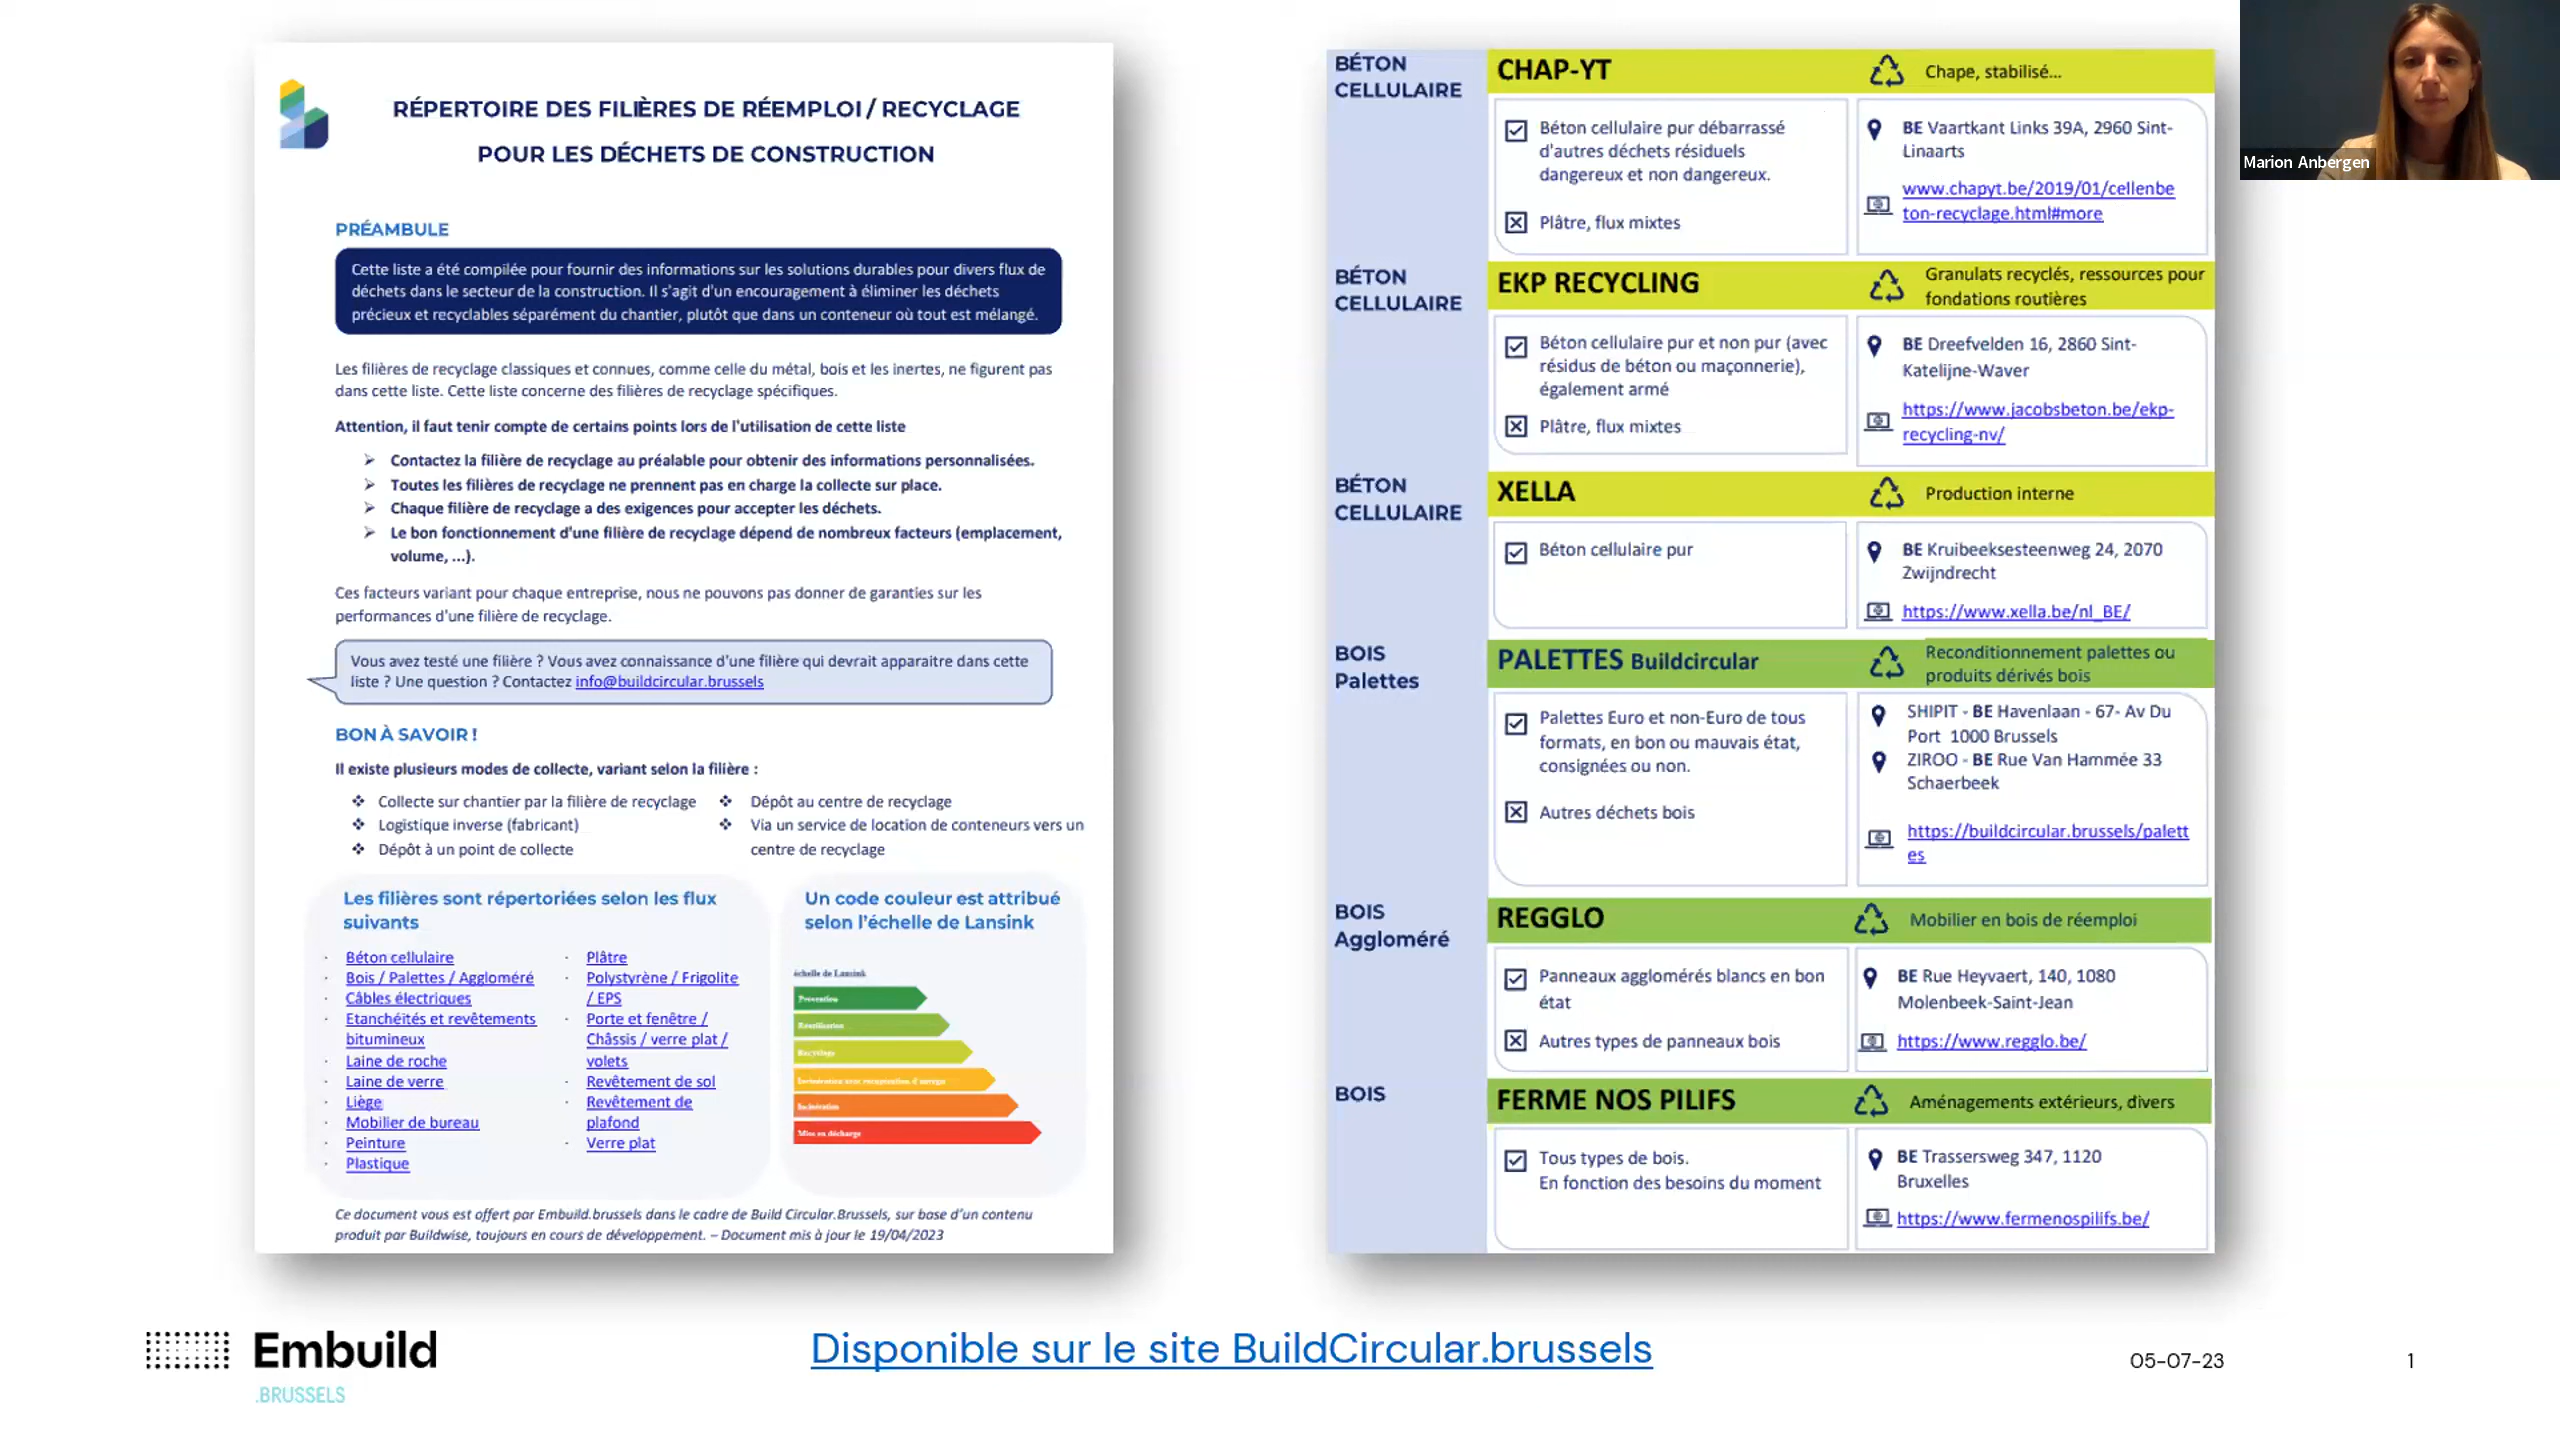 RÉPERTOIRE DES FILIÈRES DE RÉEMPLOI / RECYCLAGE
POUR LES DÉCHETS DE CONSTRUCTION
PRÉAMBULE
Cette liste a été compilée pour fournir des informations sur les solutions durables pour divers flux de
déchets dans le secteur de la construction. Il s'agit d'un encouragement à éliminer les déchets
précieux et recyclables séparément du chantier, plutôt que dans un conteneur où tout est mélangé.
Les filières de recyclage classiques et connues, comme celle du métal, bois et les inertes, ne figurent pas
dans cette liste. Cette liste concerne des filières de recyclage spécifiques.
Attention, il faut tenir compte de certains points lors de l'utilisation de cette liste
➢ Contactez la filière de recyclage au préalable pour obtenir des informations personnalisées.
➢ Toutes les filières de recyclage ne prennent pas en charge la collecte sur place.
➢ Chaque filière de recyclage a des exigences pour accepter les déchets.
➢ Le bon fonctionnement d'une filière de recyclage dépend de nombreux facteurs (emplacement,
volume, ...).
Ces facteurs variant pour chaque entreprise, nous ne pouvons pas donner de garanties sur les
performances d'une filière de recyclage.
Vous avez testé une filière ? Vous avez connaissance d'une filière qui devrait apparaitre dans cette
liste ? Une question ? Contactez info@buildcircular.brussels
BON À SAVOIR !
Il existe plusieurs modes de collecte, variant selon la filière :
❖ Collecte sur chantier par la filière de recyclage
❖ Logistique inverse (fabricant)
❖ Dépôt à un point de collecte
❖ Dépôt au centre de recyclage
❖ Via un service de location de conteneurs vers un
centre de recyclage
Les filières sont répertoriées selon les flux
suivants
· Béton cellulaire
· Bois / Palettes / Aggloméré
· Câbles électriques
· Etanchéités et revêtements
bitumineux
· Laine de roche
· Laine de verre
· Liège
· Mobilier de bureau
· Peinture
· Plastique
· Plâtre
· Polystyrène / Frigolite
/ EPS
· Porte et fenêtre /
Châssis / verre plat /
volets
· Revêtement de sol
· Revêtement de
plafond
· Verre plat
Un code couleur est attribué
selon l'échelle de Lansink
échelle de Lansink
Prévention
Réutilisation
Recyclage
Incinération avec récupération d'énergie
Incinération
Mise en décharge
Ce document vous est offert par Embuild.brussels dans le cadre de Build Circular.Brussels, sur base d'un contenu
produit par Buildwise, toujours en cours de développement. – Document mis à jour le 19/04/2023
BÉTON
CELLULAIRE
CHAP-YT
Chape, stabilisé...
Béton cellulaire pur débarrassé
d'autres déchets résiduels
dangereux et non dangereux.
Plâtre, flux mixtes
BE Vaartkant Links 39A, 2960 Sint-
Linaarts
www.chapyt.be/2019/01/cellenbe
ton-recyclage.html#more
BÉTON
CELLULAIRE
EKP RECYCLING
Granulats recyclés, ressources pour
fondations routières
Béton cellulaire pur et non pur (avec
résidus de béton ou maçonnerie),
également armé
Plâtre, flux mixtes
BE Dreefvelden 16, 2860 Sint-
Katelijne-Waver
https://www.jacobsbeton.be/ekp-
recycling-nv/
BÉTON
CELLULAIRE
XELLA
Production interne
Béton cellulaire pur
BE Kruibeeksesteenweg 24, 2070
Zwijndrecht
https://www.xella.be/nl_BE/
BOIS
Palettes
PALETTES Buildcircular
Reconditionnement palettes ou
produits dérivés bois
Palettes Euro et non-Euro de tous
formats, en bon ou mauvais état,
consignées ou non.
Autres déchets bois
SHIPIT - BE Havenlaan - 67- Av Du
Port 1000 Brussels
ZIROO - BE Rue Van Hammée 33
Schaerbeek
https://buildcircular.brussels/palett
es
BOIS
Aggloméré
REGGLO
Mobilier en bois de réemploi
Panneaux agglomérés blancs en bon
état
Autres types de panneaux bois
BE Rue Heyvaert, 140, 1080
Molenbeek-Saint-Jean
https://www.regglo.be/
BOIS
FERME NOS PILIFS
Aménagements extérieurs, divers
Tous types de bois.
En fonction des besoins du moment
BE Trassersweg 347, 1120
Bruxelles
https://www.fermenospilifs.be/
Marion Anbergen
Embuild
.BRUSSELS
Disponible sur le site BuildCircular.brussels
05-07-23
1